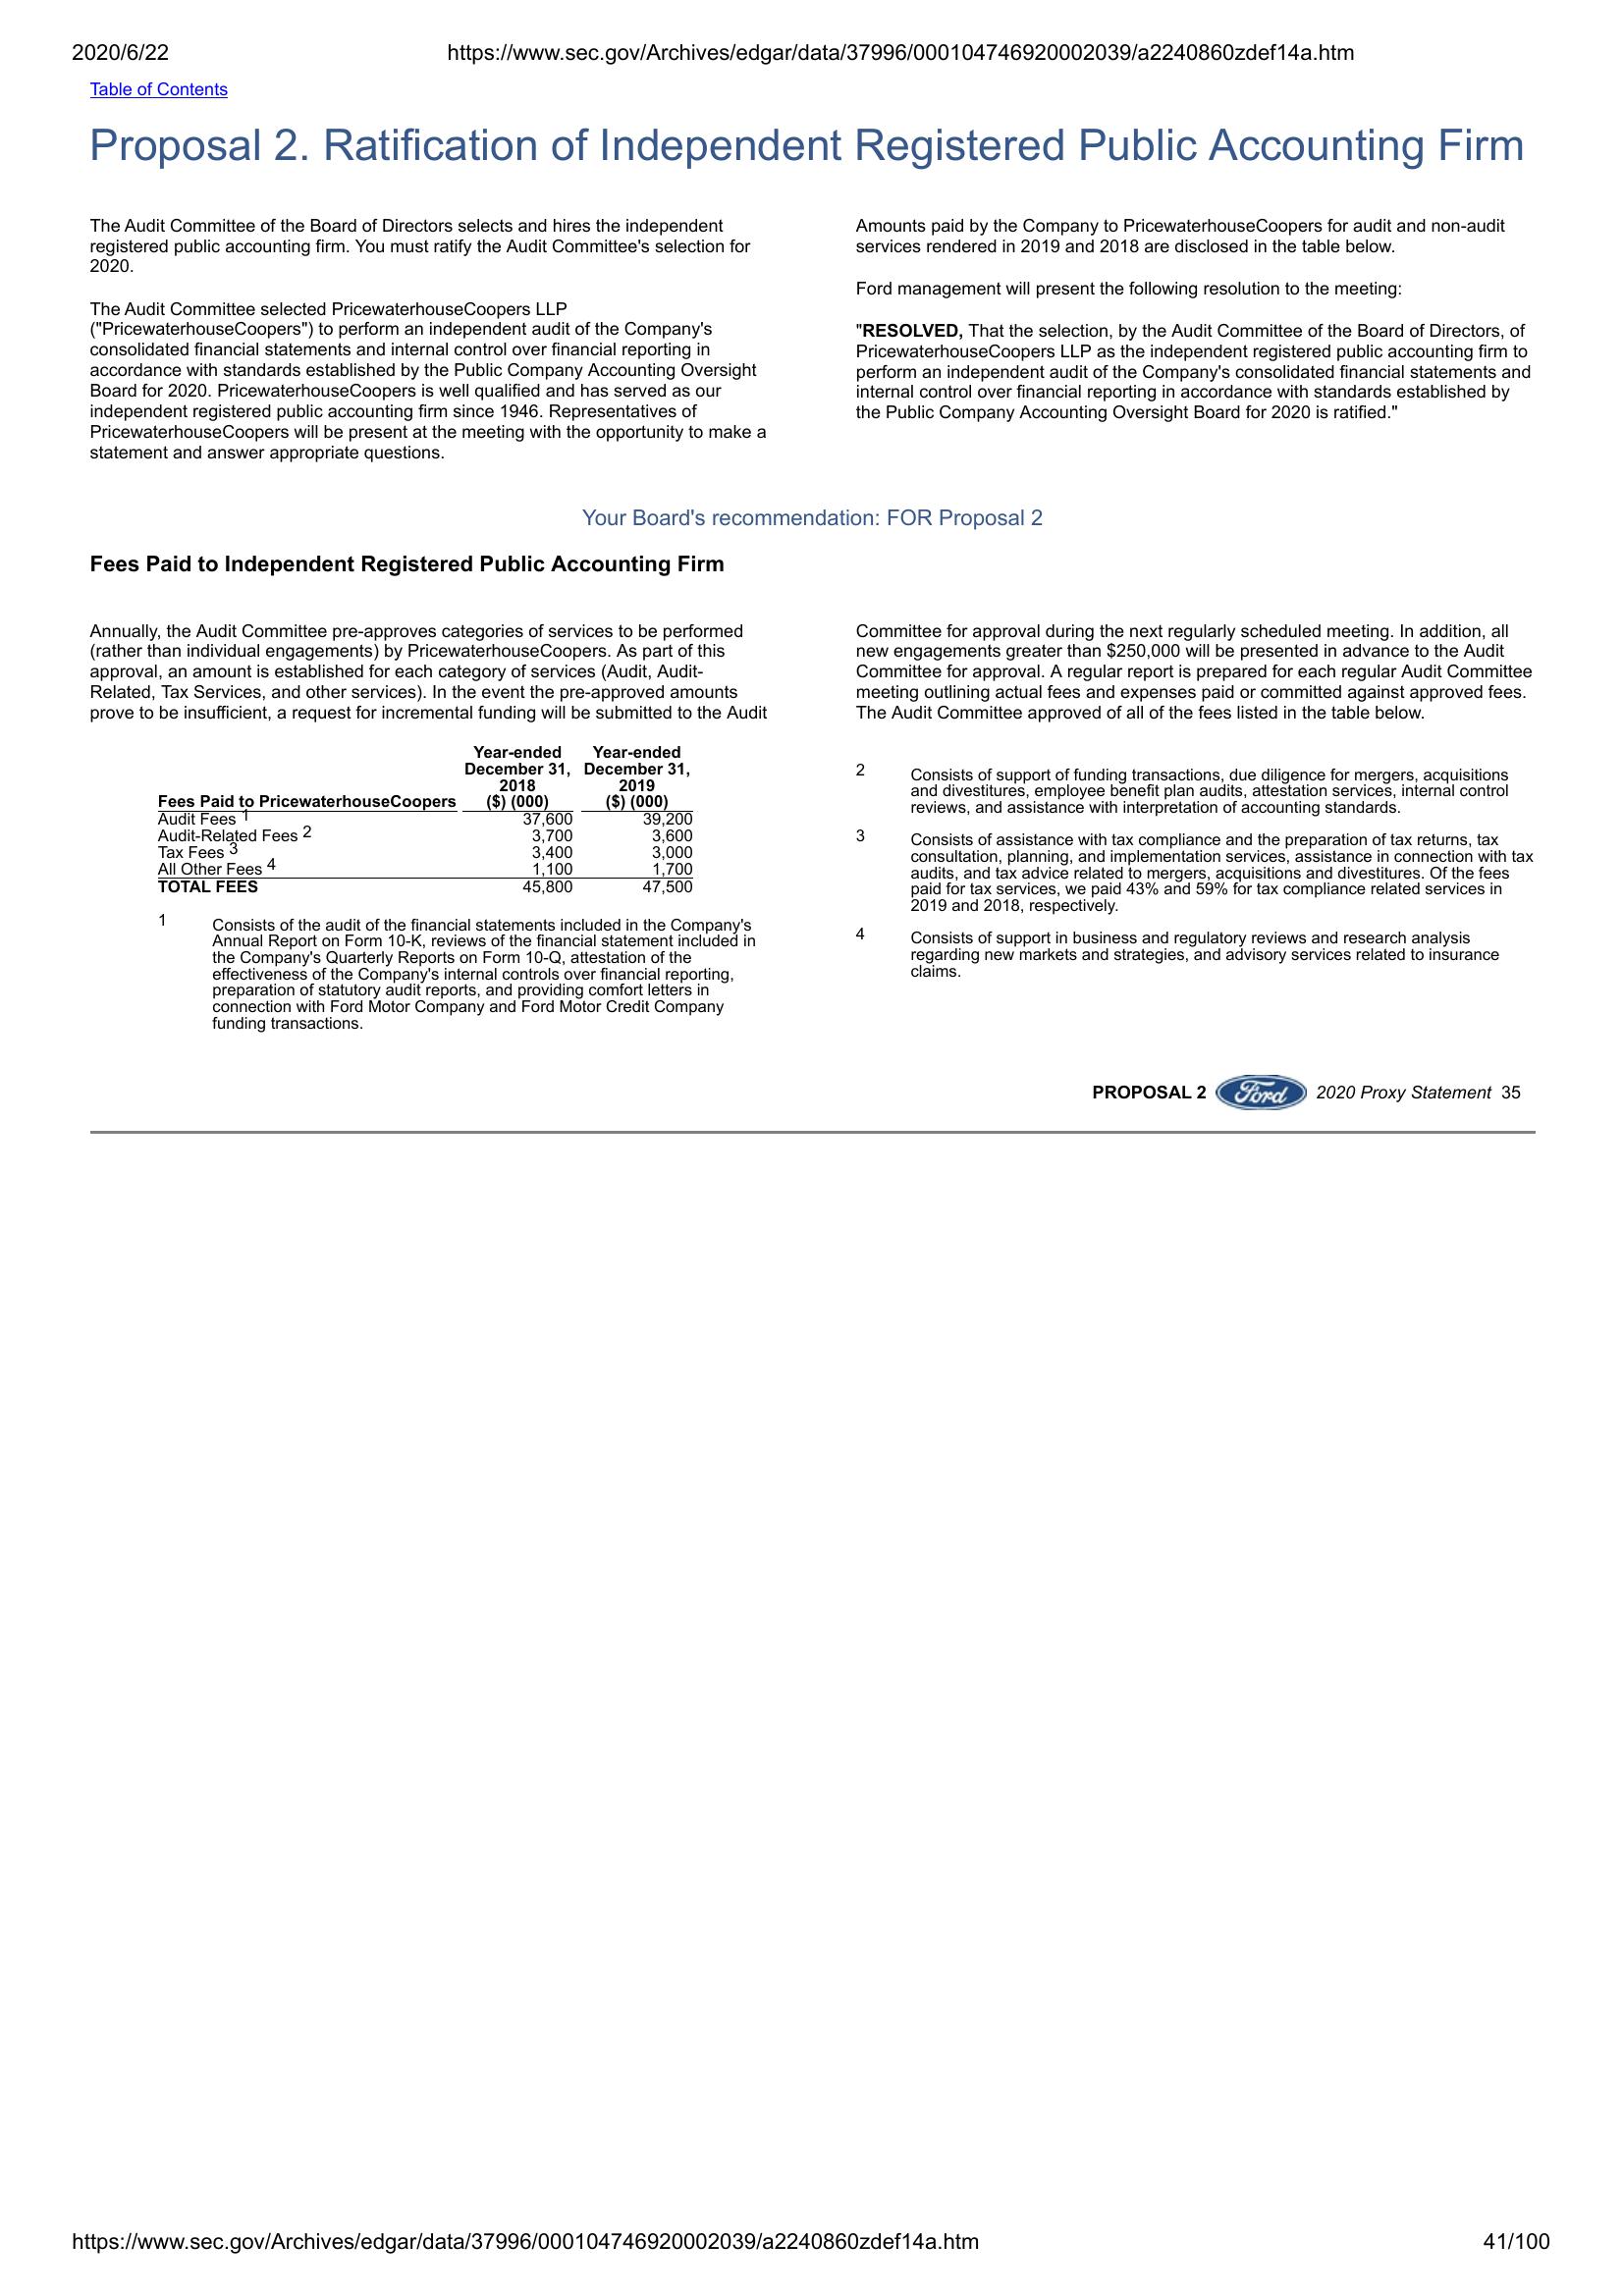 2020/6/22
https://www.sec.gov/Archives/edgar/data/37996/000104746920002039/a2240860zdef14a.htm
Table of Contents
Proposal 2. Ratification of Independent Registered Public Accounting Firm
The Audit Committee of the Board of Directors selects and hires the independent
registered public accounting firm. You must ratify the Audit Committee's selection for
2020.
The Audit Committee selected PricewaterhouseCoopers LLP
("PricewaterhouseCoopers") to perform an independent audit of the Company's
consolidated financial statements and internal control over financial reporting in
accordance with standards established by the Public Company Accounting Oversight
Board for 2020. PricewaterhouseCoopers is well qualified and has served as our
independent registered public accounting firm since 1946. Representatives of
PricewaterhouseCoopers will be present at the meeting with the opportunity to make a
statement and answer appropriate questions.
Amounts paid by the Company to PricewaterhouseCoopers for audit and non-audit
services rendered in 2019 and 2018 are disclosed in the table below.
Ford management will present the following resolution to the meeting:
"RESOLVED, That the selection, by the Audit Committee of the Board of Directors, of
PricewaterhouseCoopers LLP as the independent registered public accounting firm to
perform an independent audit of the Company's consolidated financial statements and
internal control over financial reporting in accordance with standards established by
the Public Company Accounting Oversight Board for 2020 is ratified."
Your Board's recommendation: FOR Proposal 2
Fees Paid to Independent Registered Public Accounting Firm
Annually, the Audit Committee pre-approves categories of services to be performed
(rather than individual engagements) by PricewaterhouseCoopers. As part of this
approval, an amount is established for each category of services (Audit, Audit-
Related, Tax Services, and other services). In the event the pre-approved amounts
prove to be insufficient, a request for incremental funding will be submitted to the Audit
Committee for approval during the next regularly scheduled meeting. In addition, all
new engagements greater than $250,000 will be presented in advance to the Audit
Committee for approval. A regular report is prepared for each regular Audit Committee
meeting outlining actual fees and expenses paid or committed against approved fees.
The Audit Committee approved of all of the fees listed in the table below.
Year-ended Year-ended
December 31, December 31,
2018 2019
Fees Paid to PricewaterhouseCoopers ($) (000) ($) (000)
Audit Fees 1 37,600 39,200
Audit-Related Fees 2 3,700 3,600
Tax Fees 3 3,400 3,000
All Other Fees 4 1,100 1,700
TOTAL FEES 45,800 47,500
1 Consists of the audit of the financial statements included in the Company's
Annual Report on Form 10-K, reviews of the financial statement included in
the Company's Quarterly Reports on Form 10-Q, attestation of the
effectiveness of the Company's internal controls over financial reporting,
preparation of statutory audit reports, and providing comfort letters in
connection with Ford Motor Company and Ford Motor Credit Company
funding transactions.
2 Consists of support of funding transactions, due diligence for mergers, acquisitions
and divestitures, employee benefit plan audits, attestation services, internal control
reviews, and assistance with interpretation of accounting standards.
3 Consists of assistance with tax compliance and the preparation of tax returns, tax
consultation, planning, and implementation services, assistance in connection with tax
audits, and tax advice related to mergers, acquisitions and divestitures. Of the fees
paid for tax services, we paid 43% and 59% for tax compliance related services in
2019 and 2018, respectively.
4 Consists of support in business and regulatory reviews and research analysis
regarding new markets and strategies, and advisory services related to insurance
claims.
PROPOSAL 2 Ford 2020 Proxy Statement 35
https://www.sec.gov/Archives/edgar/data/37996/000104746920002039/a2240860zdef14a.htm
41/100